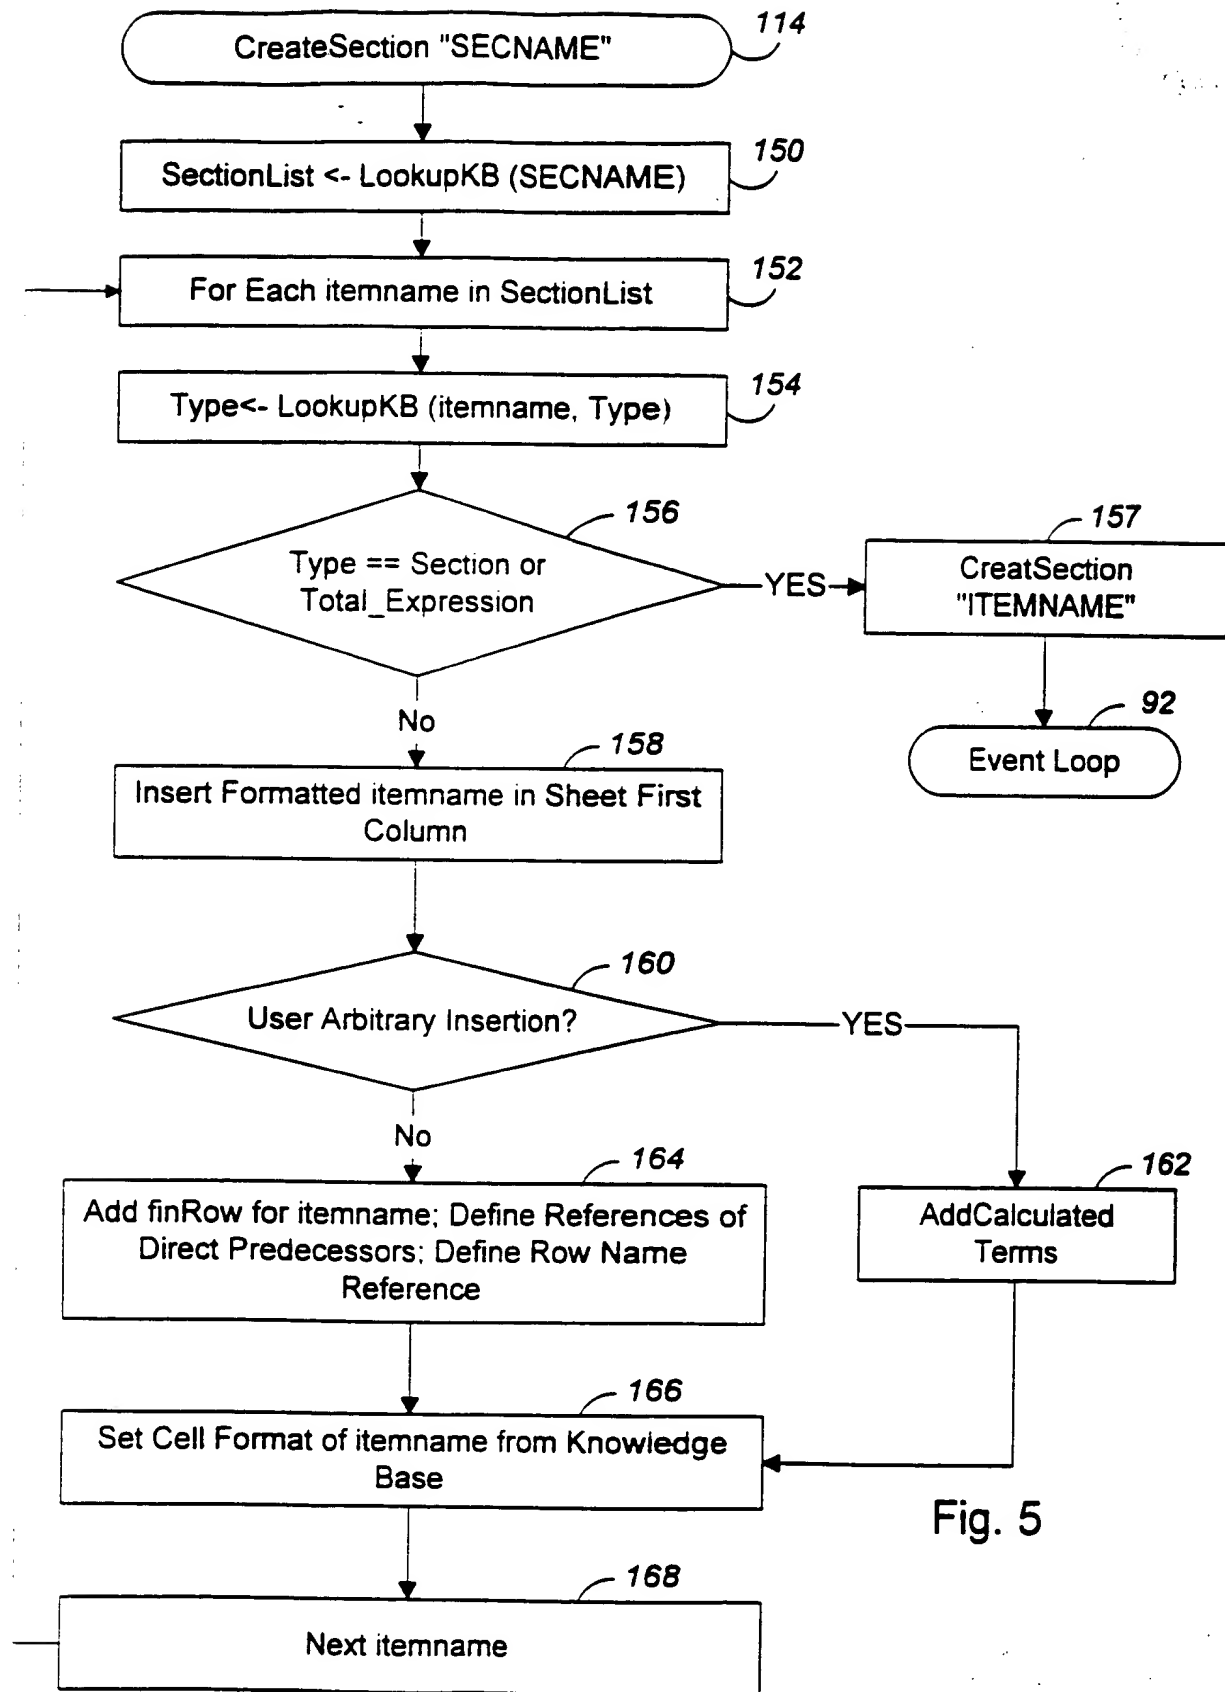 CreateSection "SECNAME"
114
SectionList <- LookupKB (SECNAME)
150
For Each itemname in SectionList
152
Type<- LookupKB (itemname, Type)
154
Type == Section or
Total_Expression
156
YES
CreatSection
"ITEMNAME"
157
Event Loop
92
No
Insert Formatted itemname in Sheet First
Column
158
User Arbitrary Insertion?
160
YES
AddCalculated
Terms
162
No
Add finRow for itemname; Define References of
Direct Predecessors; Define Row Name
Reference
164
Set Cell Format of itemname from Knowledge
Base
166
Next itemname
168
Fig. 5